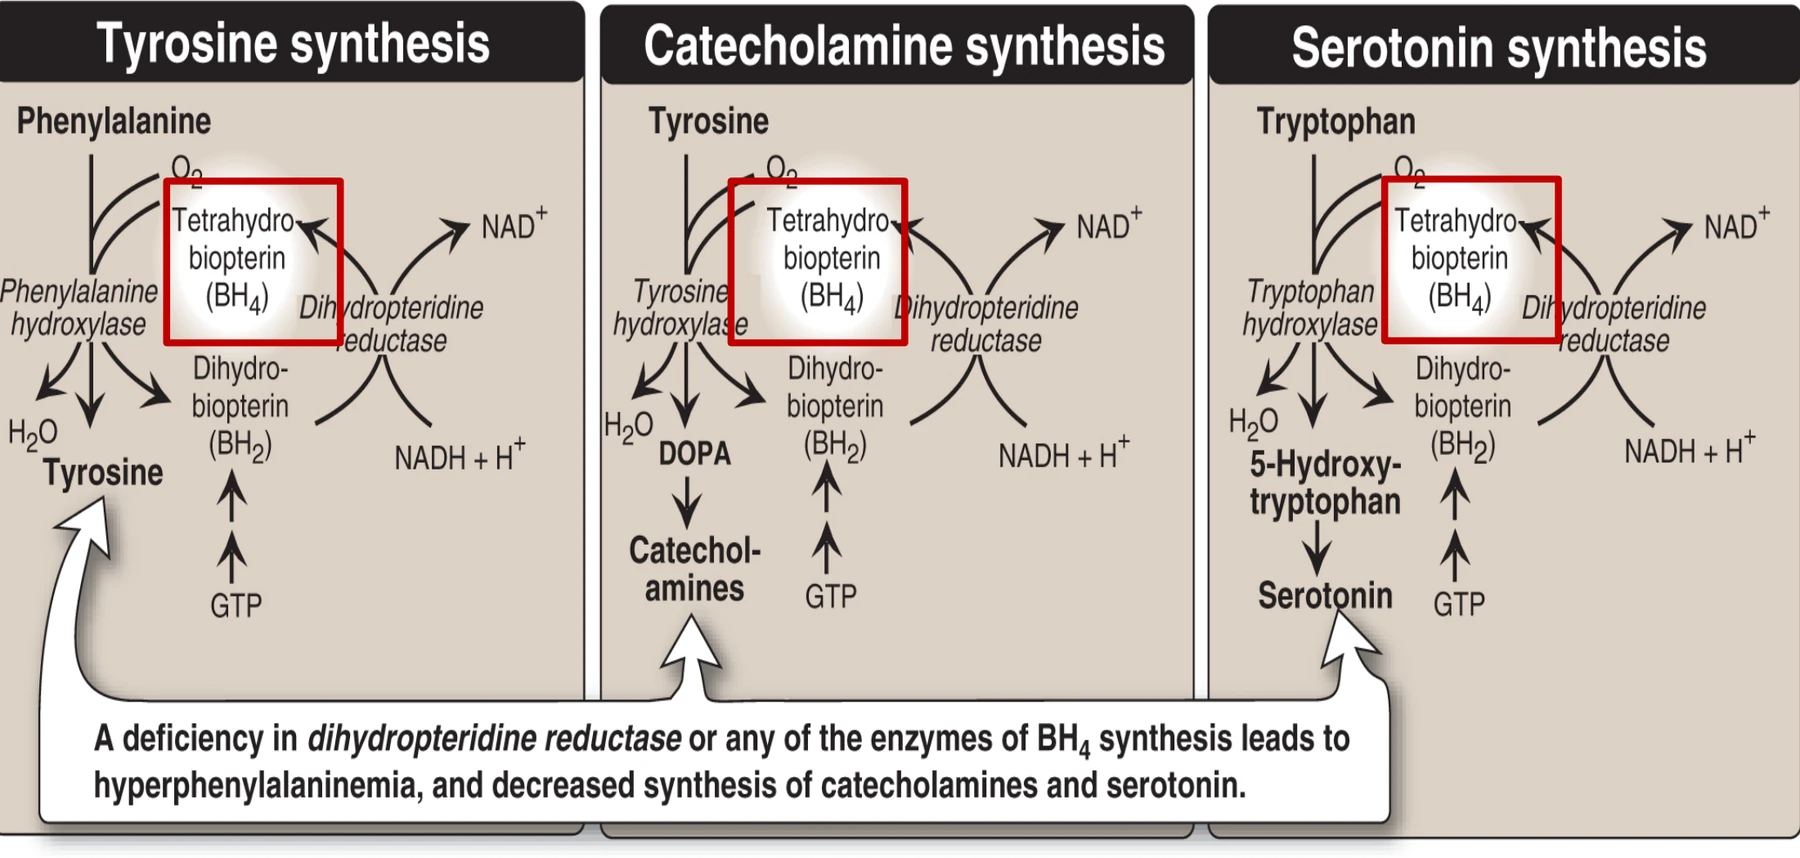 Tyrosine synthesis
Phenylalanine
O2
Tetrahydro-
biopterin
(BH4)
NAD+
Phenylalanine
hydroxylase
Dihydropteridine
reductase
Dihydro-
biopterin
(BH2)
H2O
Tyrosine
NADH + H+
GTP
Catecholamine synthesis
Tyrosine
O2
Tetrahydro-
biopterin
(BH4)
NAD+
Tyrosine
hydroxylase
Dihydropteridine
reductase
Dihydro-
biopterin
(BH2)
H2O
DOPA
NADH + H+
Catechol-
amines
GTP
Serotonin synthesis
Tryptophan
O2
Tetrahydro-
biopterin
(BH4)
NAD+
Tryptophan
hydroxylase
Dihydropteridine
reductase
Dihydro-
biopterin
(BH2)
H2O
5-Hydroxy-
tryptophan
NADH + H+
Serotonin
GTP
A deficiency in dihydropteridine reductase or any of the enzymes of BH4 synthesis leads to
hyperphenylalaninemia, and decreased synthesis of catecholamines and serotonin.